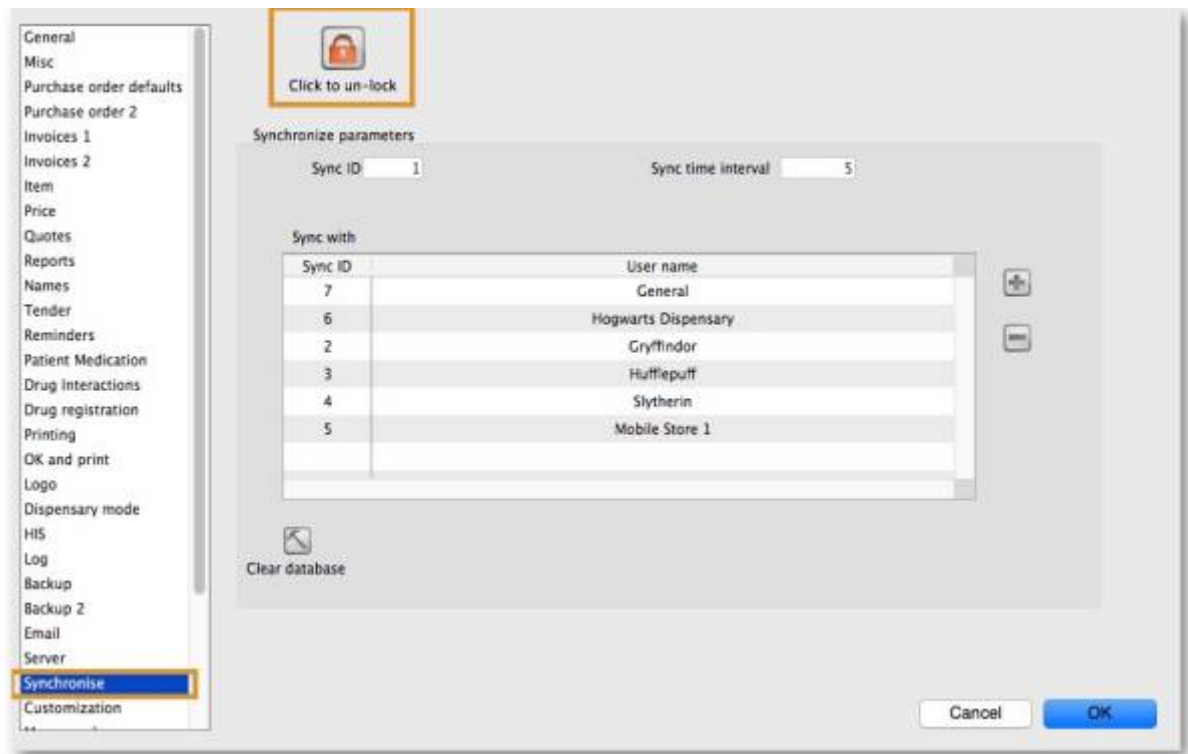 General
Misc
Purchase order defaults
Purchase order 2
Invoices 1
Invoices 2
Item
Price
Quotes
Reports
Names
Tender
Reminders
Patient Medication
Drug Interactions
Drug registration
Printing
OK and print
Logo
Dispensary mode
HIS
Log
Backup
Backup 2
Email
Server
Synchronise
Customization
Click to un-lock
Synchronize parameters
Sync ID 1 Sync time interval 5
Sync with
Sync ID User name
7 General
6 Hogwarts Dispensary
2 Gryffindor
3 Hufflepuff
4 Slytherin
5 Mobile Store 1
Clear database
Cancel OK